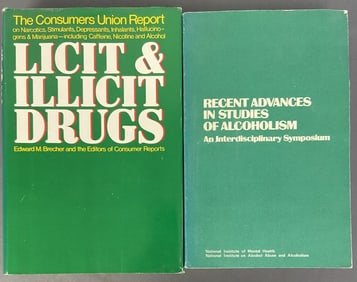 The Consumers Union Report
on Narcotics, Stimulants, Depressants, Inhalants, Hallucino-
gens & Marijuana—including Caffeine, Nicotine and Alcohol
LICIT &
ILLICIT
DRUGS
Edward M. Brecher and the Editors of Consumer Reports
RECENT ADVANCES
IN STUDIES
OF ALCOHOLISM
An Interdisciplinary Symposium
National Institute of Mental Health
National Institute on Alcohol Abuse and Alcoholism